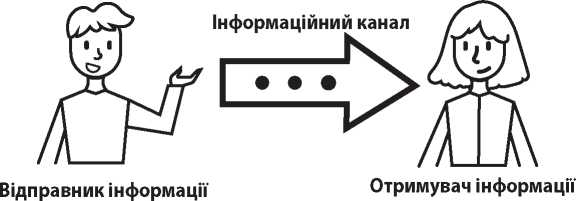 Інформаційний канал
Відправник інформації
Отримувач інформації